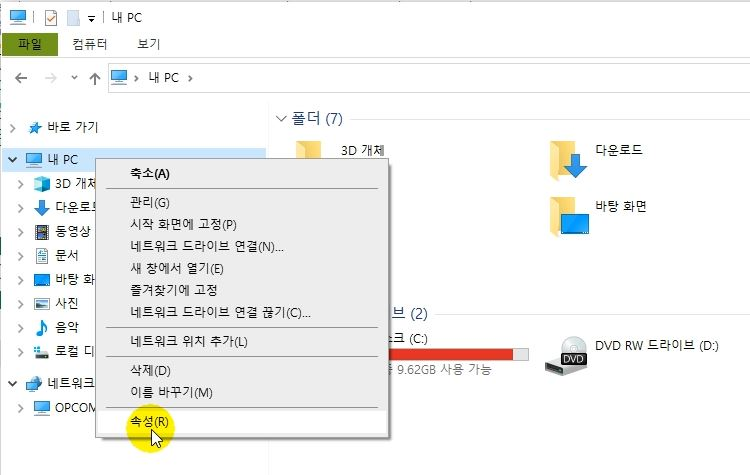 내 PC
파일 컴퓨터 보기
내 PC
바로 가기
내 PC
3D 개체
다운로드
동영상
문서
바탕 화
사진
음악
로컬 디
네트워크
OPCOM
축소(A)
관리(G)
시작 화면에 고정(P)
네트워크 드라이브 연결(N)...
새 창에서 열기(E)
즐겨찾기에 고정
네트워크 드라이브 연결 끊기(C)...
네트워크 위치 추가(L)
삭제(D)
이름 바꾸기(M)
속성(R)
폴더 (7)
3D 개체
다운로드
바탕 화면
브 (2)
스크 (C:)
9.62GB 사용 가능
DVD RW 드라이브 (D:)
DVD